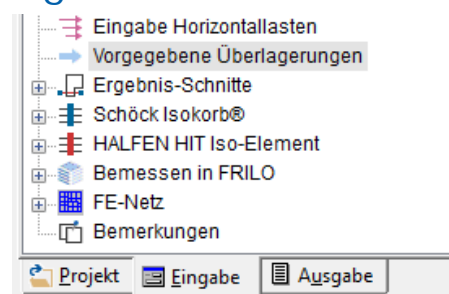 Eingabe Horizontallasten
Vorgegebene Überlagerungen
Ergebnis-Schnitte
Schöck Isokorb®
HALFEN HIT Iso-Element
Bemessen in FRILO
FE-Netz
Bemerkungen
Projekt Eingabe Ausgabe